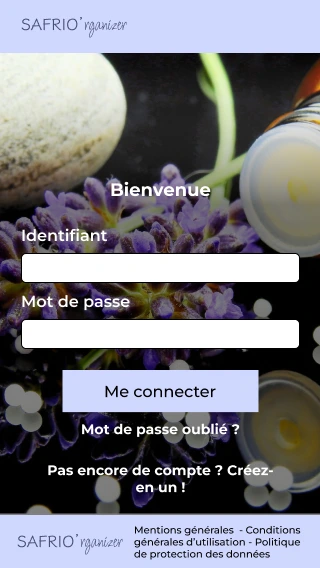 SAFRIO'rganizer
Bienvenue
Identifiant
Mot de passe
Me connecter
Mot de passe oublié ?
Pas encore de compte ? Créez-
en un !
SAFRIO'rganizer
Mentions générales - Conditions
générales d'utilisation - Politique
de protection des données